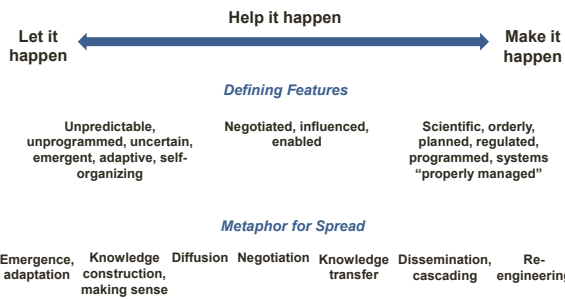 Help it happen
Let it
happen
Make it
happen
Defining Features
Unpredictable,
unprogrammed, uncertain,
emergent, adaptive, self-
organizing
Negotiated, influenced,
enabled
Scientific, orderly,
planned, regulated,
programmed, systems
“properly managed”
Metaphor for Spread
Emergence,
adaptation
Knowledge
construction,
making sense
Diffusion
Negotiation
Knowledge
transfer
Dissemination,
cascading
Re-
engineering